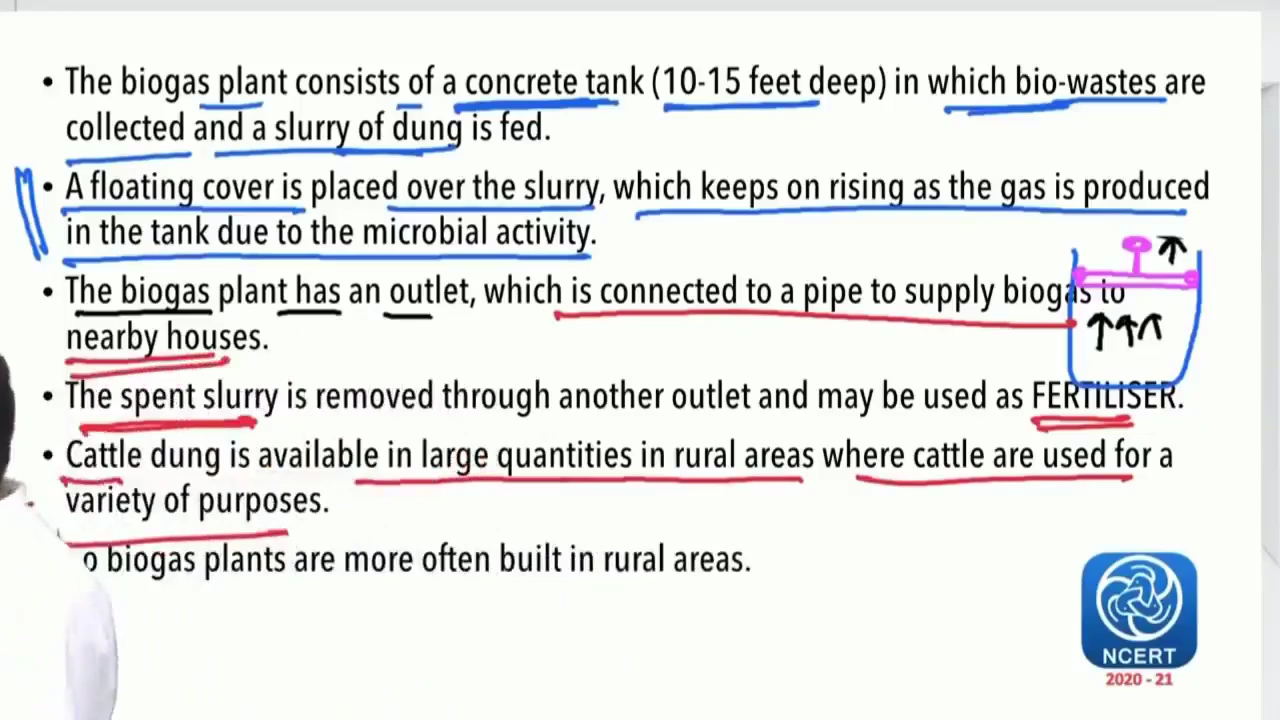 • The biogas plant consists of a concrete tank (10-15 feet deep) in which bio-wastes are
collected and a slurry of dung is fed.
• A floating cover is placed over the slurry, which keeps on rising as the gas is produced
in the tank due to the microbial activity.
• The biogas plant has an outlet, which is connected to a pipe to supply biogas to
nearby houses.
• The spent slurry is removed through another outlet and may be used as FERTILISER.
• Cattle dung is available in large quantities in rural areas where cattle are used for a
variety of purposes.
o biogas plants are more often built in rural areas.
NCERT
2020 - 21